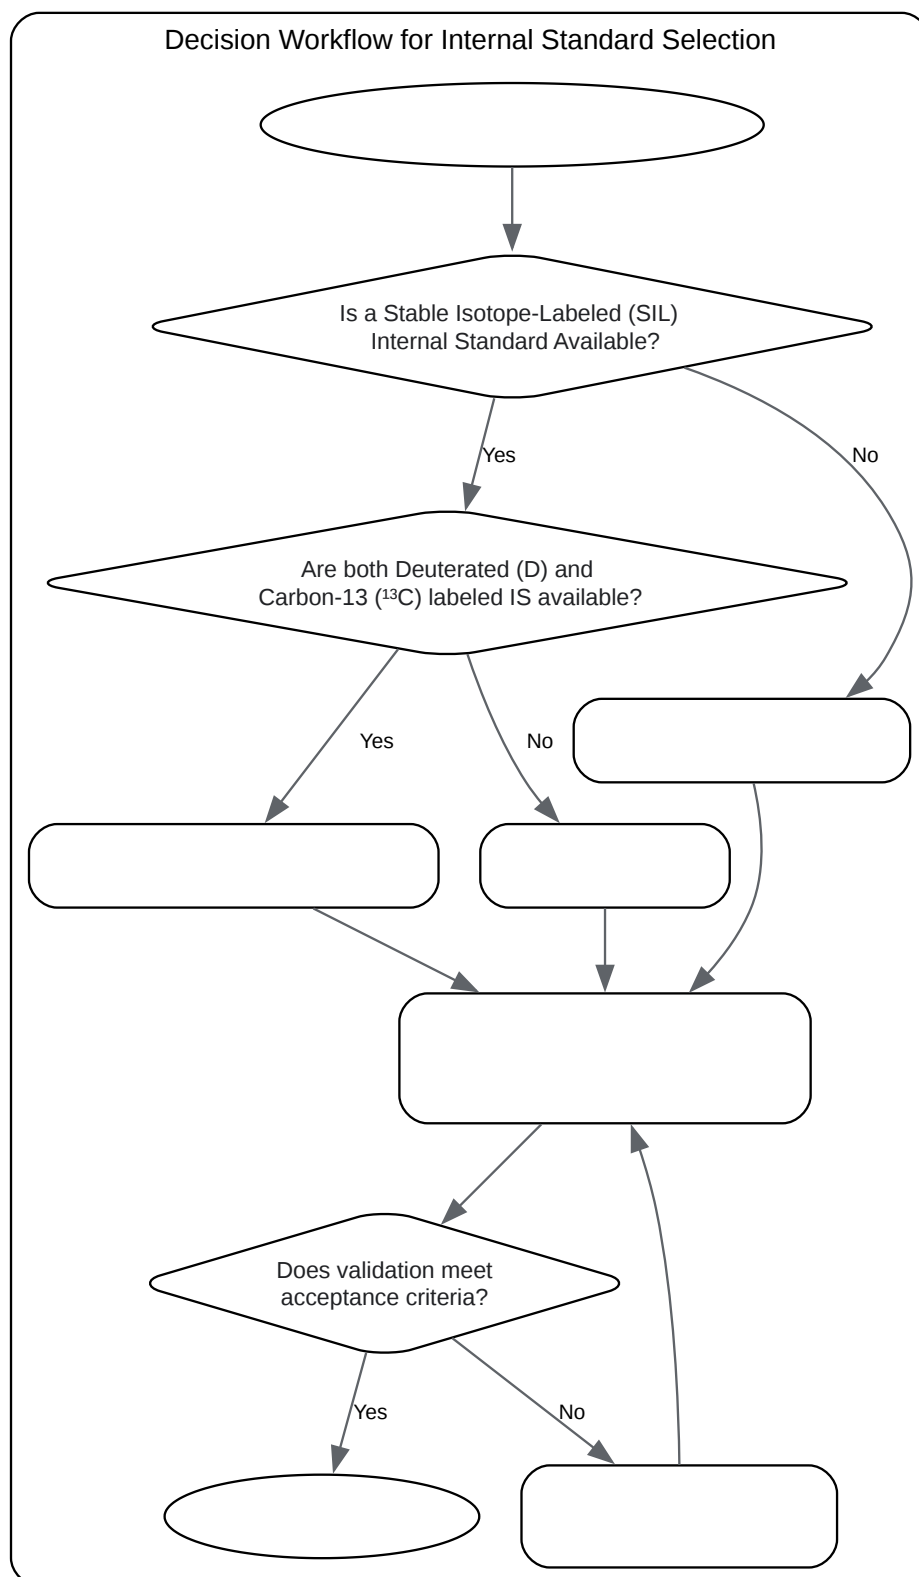 Decision Workflow for Internal Standard Selection
Is a Stable Isotope-Labeled (SIL)
Internal Standard Available?
Yes
No
Are both Deuterated (D) and
Carbon-13 (¹³C) labeled IS available?
Yes
No
Does validation meet
acceptance criteria?
Yes
No